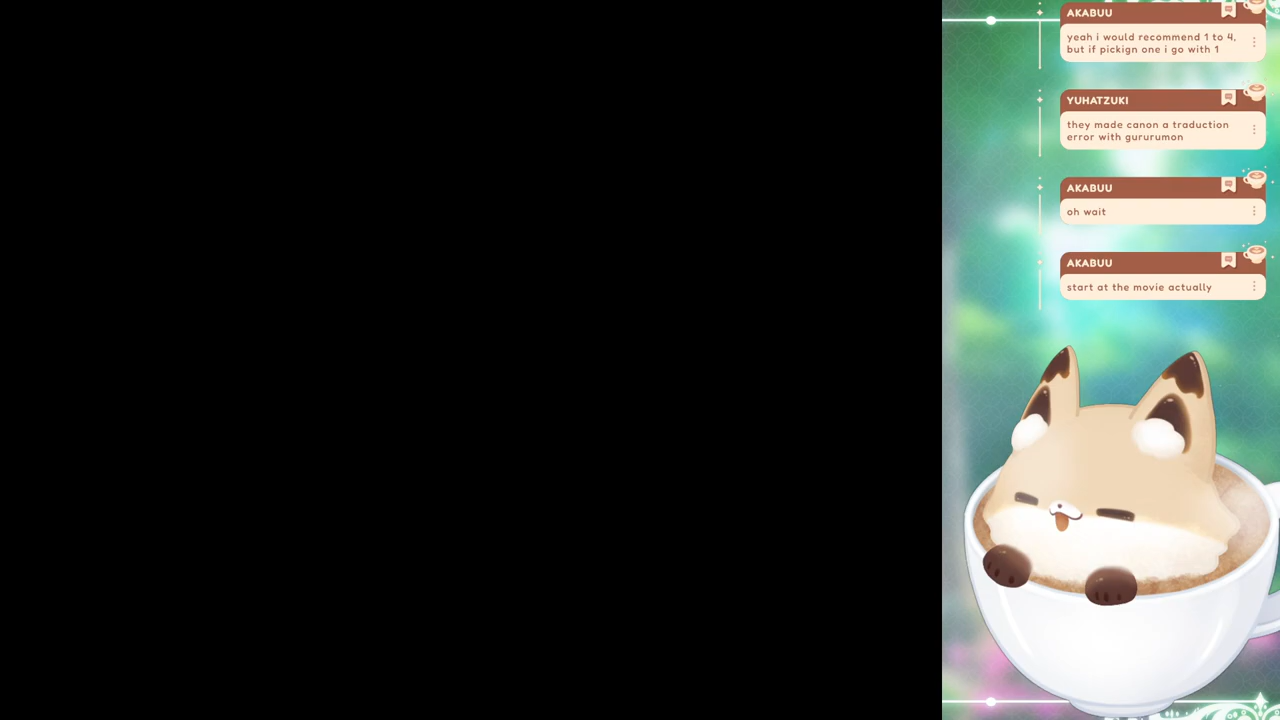 AKABUU
yeah i would recommend 1 to 4,
but if pickign one i go with 1
YUHATZUKI
they made canon a traduction
error with gururumon
AKABUU
oh wait
AKABUU
start at the movie actually